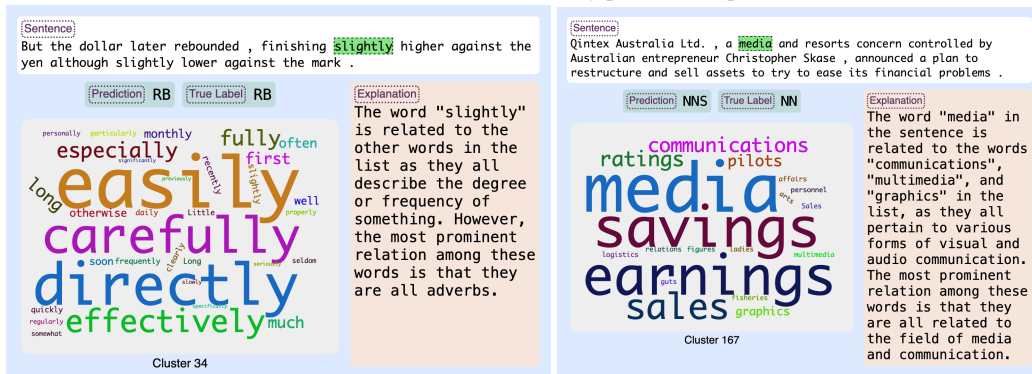 Sentence
But the dollar later rebounded , finishing slightly higher against the
yen although slightly lower against the mark .
Prediction RB True Label RB
personally particularly monthly fully often
especially significantly recently first
easily previously slightly
long well
otherwise daily Little properly
carefully
soon frequently clearly Long seriously seldom
directly slowly
quickly specifically
regularly effectively much
somewhat
Cluster 34
Explanation
The word "slightly"
is related to the
other words in the
list as they all
describe the degree
or frequency of
something. However,
the most prominent
relation among these
words is that they
are all adverbs.
Sentence
Qintex Australia Ltd. , a media and resorts concern controlled by
Australian entrepreneur Christopher Skase , announced a plan to
restructure and sell assets to try to ease its financial problems .
Prediction NNS True Label NN
communications
ratings pilots
media affairs
arts personnel
savings Sales
logistics relations figures ladies multimedia
earnings
guts
sales fisheries
graphics
Cluster 167
Explanation
The word "media" in
the sentence is
related to the words
"communications",
"multimedia", and
"graphics" in the
list, as they all
pertain to various
forms of visual and
audio communication.
The most prominent
relation among these
words is that they
are all related to
the field of media
and communication.